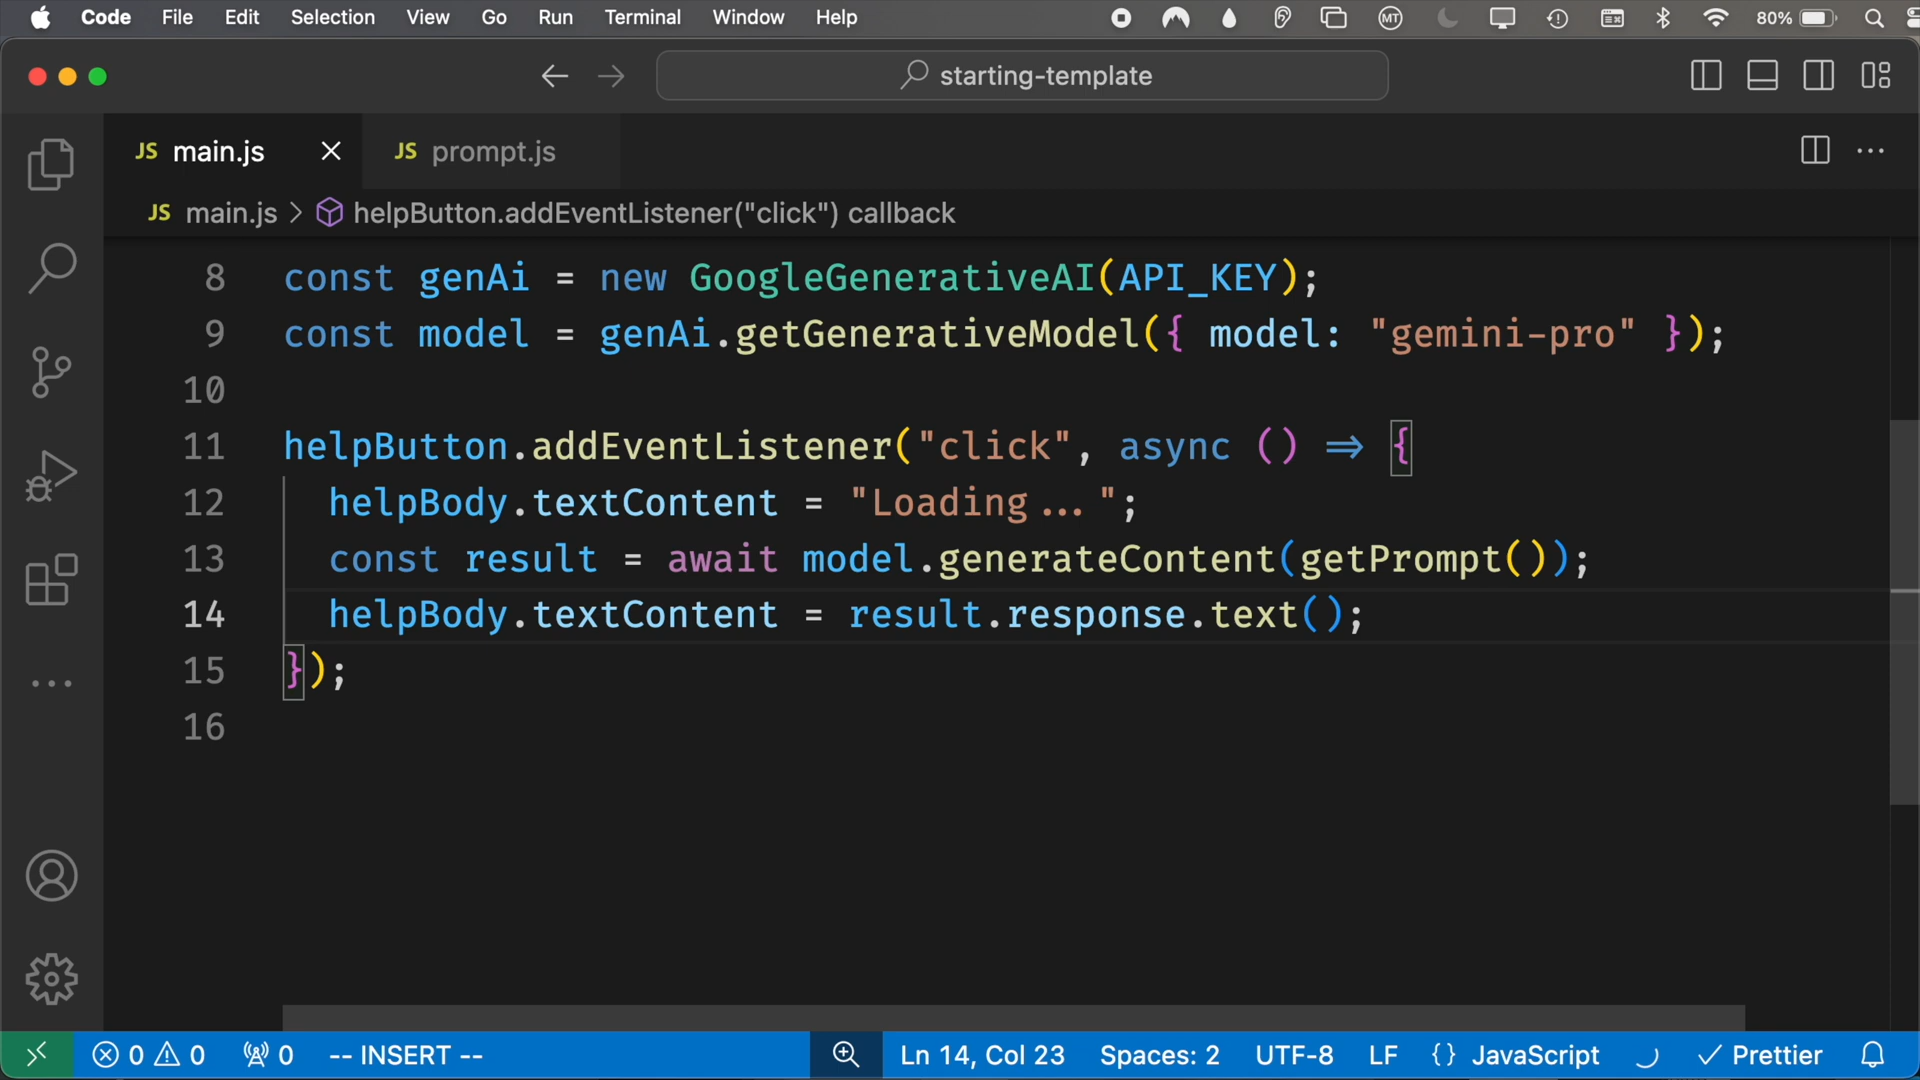 Code File Edit Selection View Go Run Terminal Window Help MT 80%
starting-template
JS main.js JS prompt.js
JS main.js > helpButton.addEventListener("click") callback
8 const genAi = new GoogleGenerativeAI(API_KEY);
9 const model = genAi.getGenerativeModel({ model: "gemini-pro" });
10
11 helpButton.addEventListener("click", async () => {
12 helpBody.textContent = "Loading...";
13 const result = await model.generateContent(getPrompt());
14 helpBody.textContent = result.response.text();
15 });
16
0 0 0 -- INSERT -- Ln 14, Col 23 Spaces: 2 UTF-8 LF {} JavaScript Prettier